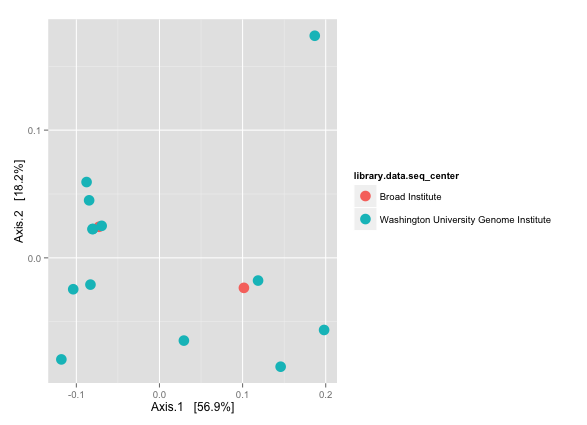 0.1
0.0
-0.1
0.0
0.1
0.2
Axis.1 [56.9%]
Axis.2 [18.2%]
library.data.seq_center
Broad Institute
Washington University Genome Institute